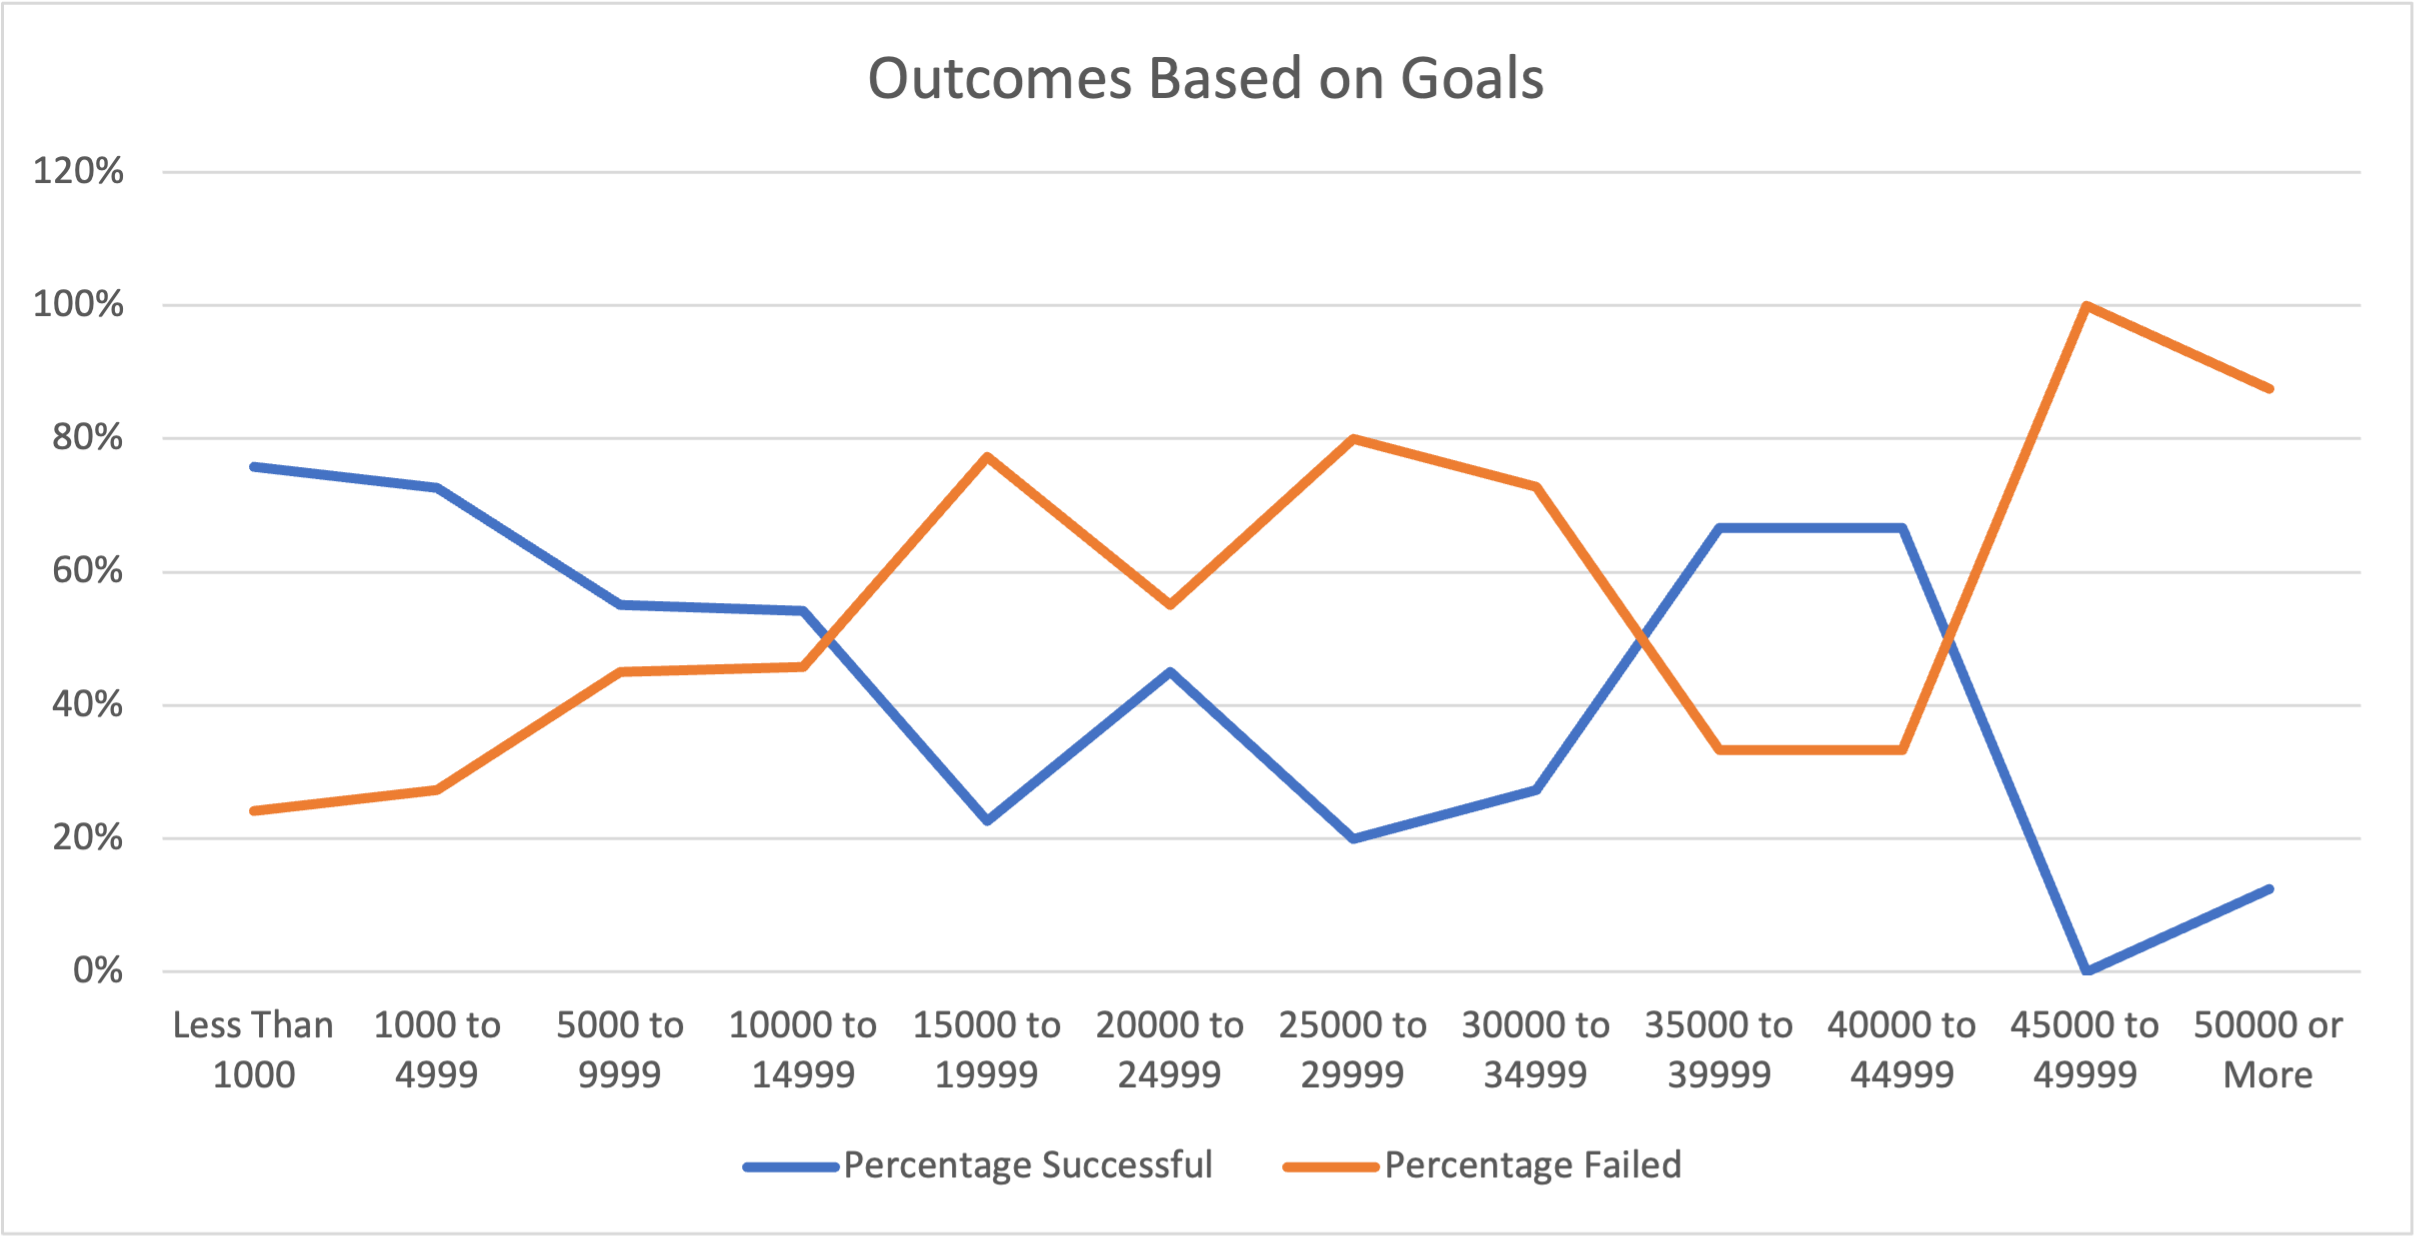 Outcomes Based on Goals
120%
100%
80%
60%
40%
20%
0%
Less Than 1000
1000 to 4999
5000 to 9999
10000 to 14999
15000 to 19999
20000 to 24999
25000 to 29999
30000 to 34999
35000 to 39999
40000 to 44999
45000 to 49999
50000 or More
Percentage Successful
Percentage Failed